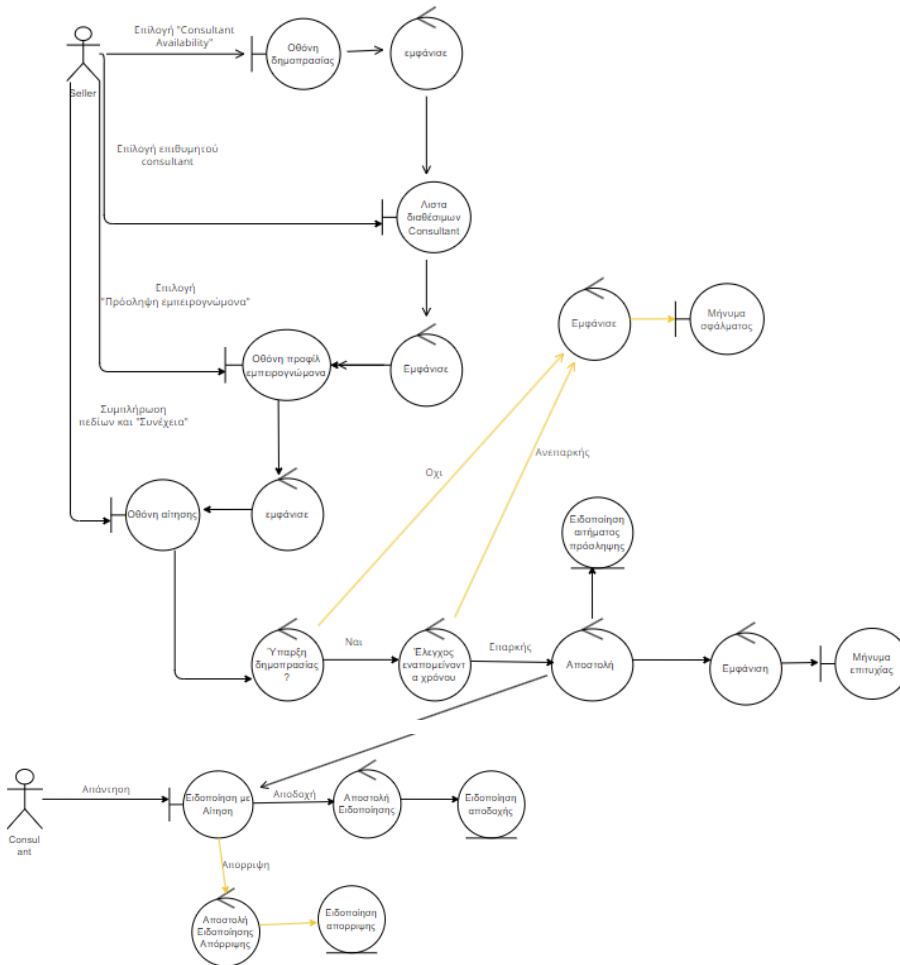 Επιλογή "Consultant
Availability"
Οθόνη
δημοπρασίας
εμφάνισε
Seller
Επιλογή επιθυμητού
consultant
Λιστα
διαθέσιμων
Consultant
Επιλογή
"Πρόσληψη εμπειρογνώμονα"
Εμφάνισε
Μήνυμα
σφάλματος
Οθόνη προφίλ
εμπειρογνώμονα
Εμφάνισε
Συμπλήρωση
πεδίων και "Συνέχεια"
Οχι
Ανεπαρκής
Οθόνη αίτησης
εμφάνισε
Ειδοποίηση
αιτήματος
πρόσληψης
Ύπαρξη
δημοπρασίας
?
Ναι
Έλεγχος
εναπομείναντ
α χρόνου
Επαρκής
Αποστολή
Εμφάνιση
Μήνυμα
επιτυχίας
Consul
ant
Απάντηση
Ειδοποίηση με
Αίτηση
Αποδοχή
Αποστολή
Ειδοποίησης
Ειδοποίηση
αποδοχής
Απορριψη
Αποστολή
Ειδοποίησης
Απόρριψης
Ειδοποίηση
απορριψης